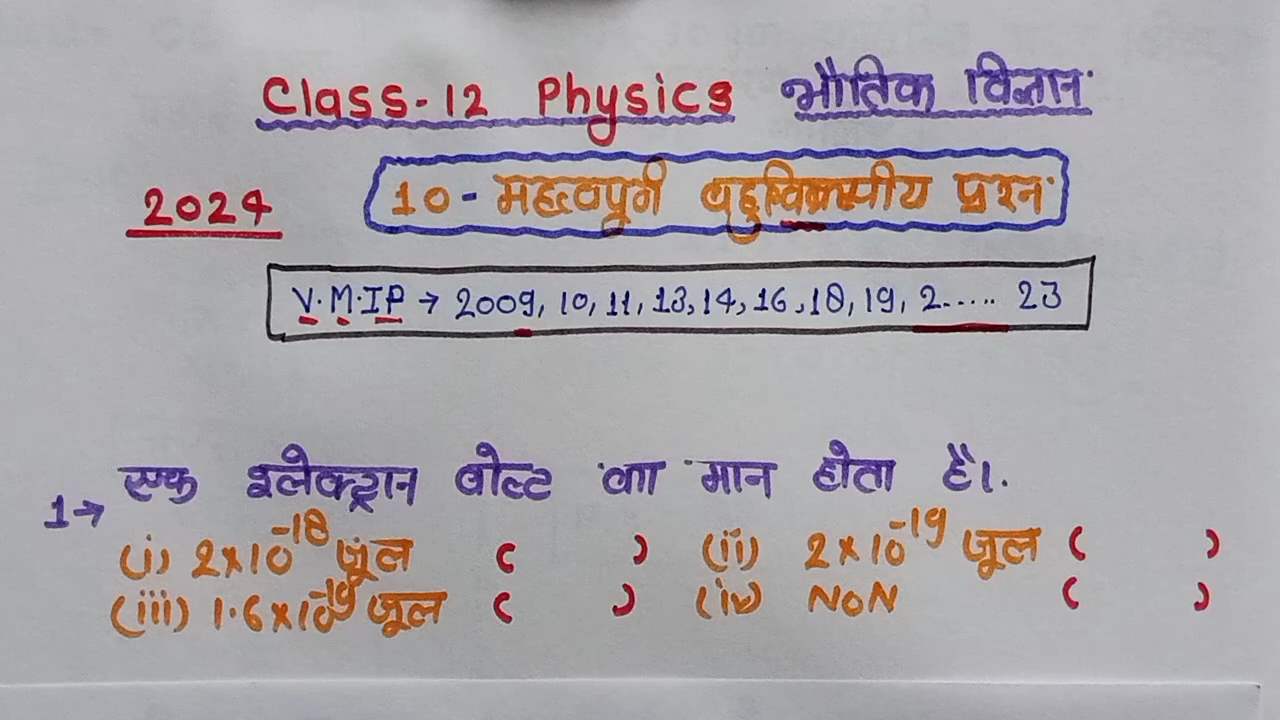 Class-12 Physics भौतिक विज्ञान
2024
10- महत्वपूर्ण बहुविकल्पीय प्रश्न
V.M.IP → 2009, 10, 11, 13, 14, 16, 18, 19, 2..... 23
1→ एक इलेक्ट्रान वोल्ट का मान होता है।
(i) 2×10⁻¹⁸ जूल ( ) (ii) 2×10⁻¹⁹ जूल ( )
(iii) 1.6×10⁻¹⁹ जूल ( ) (iv) NON ( )